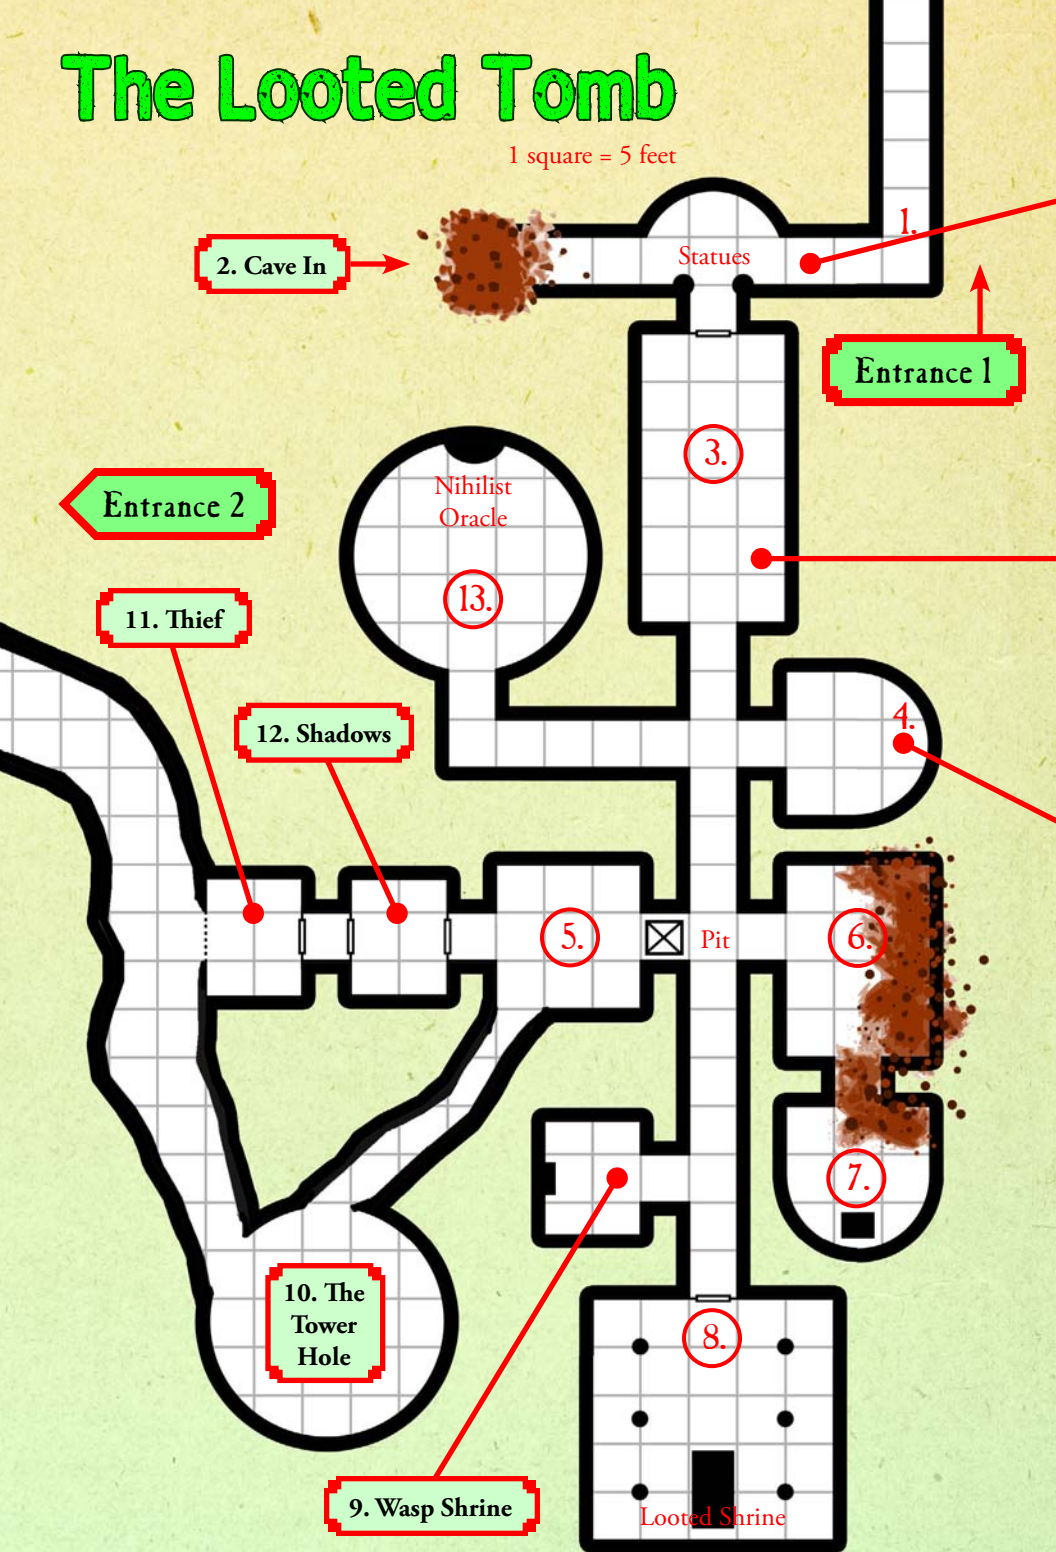 The Looted Tomb
1 square = 5 feet
1.
2. Cave In
Statues
Entrance 1
3.
Nihilist
Oracle
Entrance 2
13.
11. Thief
4.
12. Shadows
5.
Pit
6.
7.
10. The
Tower
Hole
8.
9. Wasp Shrine
Looted Shrine